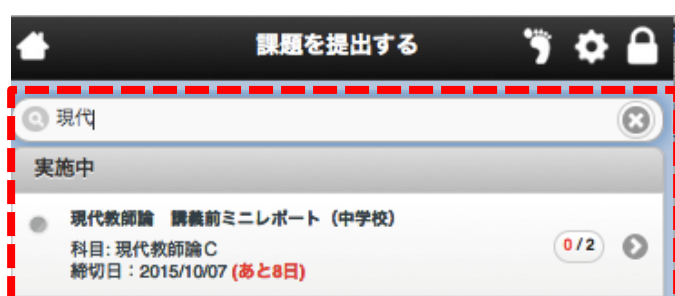 課題を提出する
現代
実施中
現代教師論 講義前ミニレポート（中学校）
科目: 現代教師論C
0/2
締切日：2015/10/07 (あと8日)